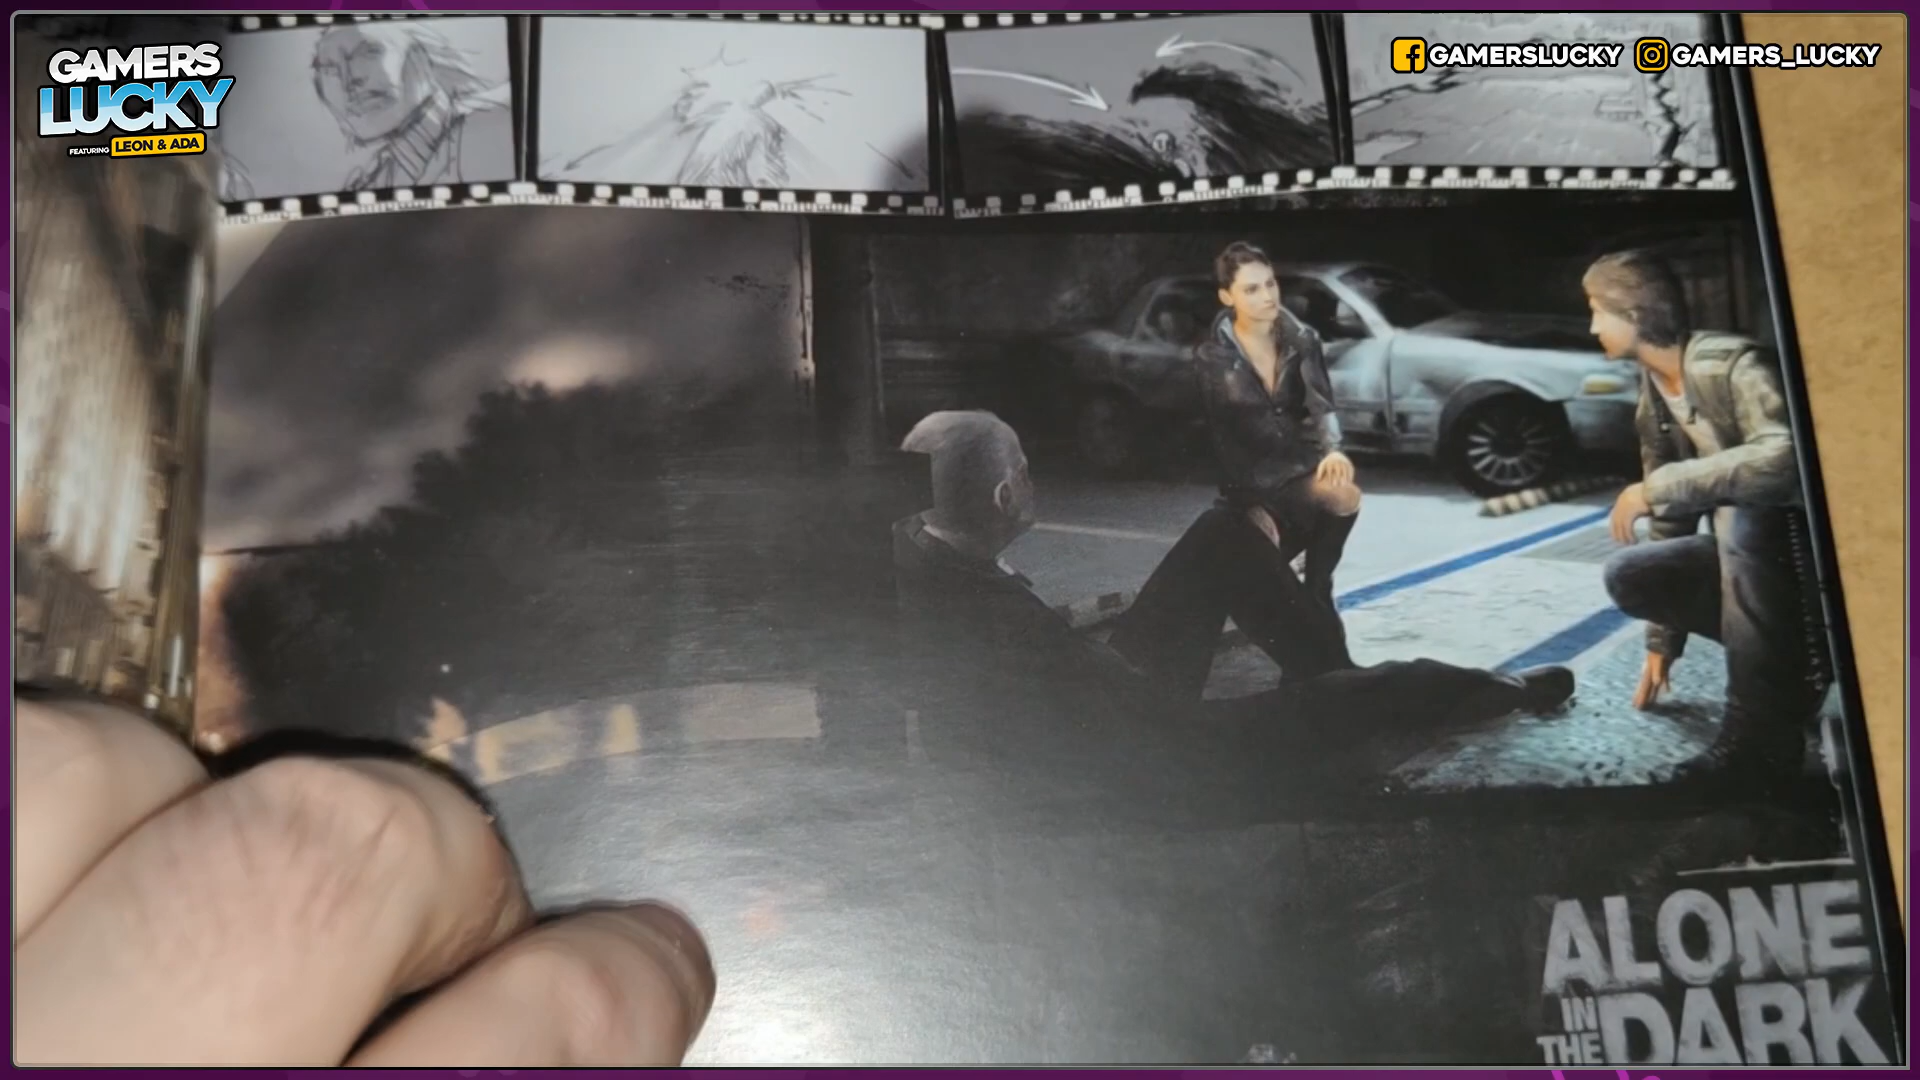 GAMERS
LUCKY
FEATURING LEON & ADA
GAMERSLUCKY
GAMERS_LUCKY
ALONE
IN
THE DARK